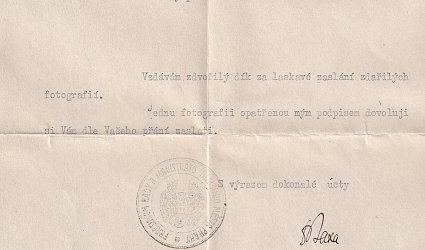 Vzdávám zdvořilý dík za laskavé zaslání zdařilých
fotografií.
Jednu fotografii opatřenou mým podpisem dovoluji
si Vám dle Vašeho přání zaslati.
S výrazem dokonalé úcty